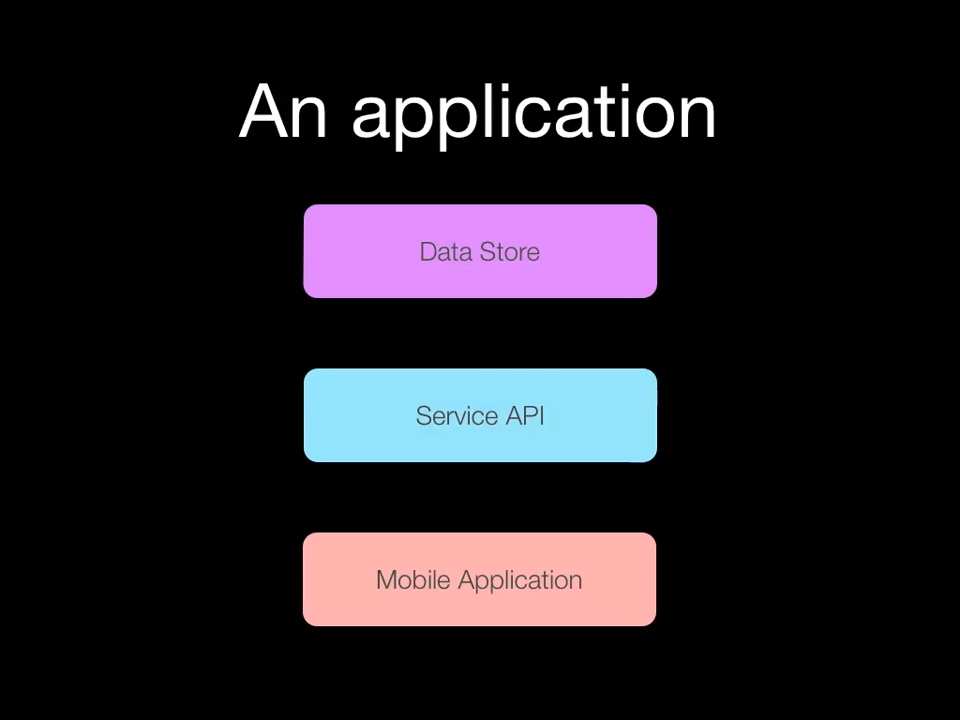 An application
Data Store
Service API
Mobile Application